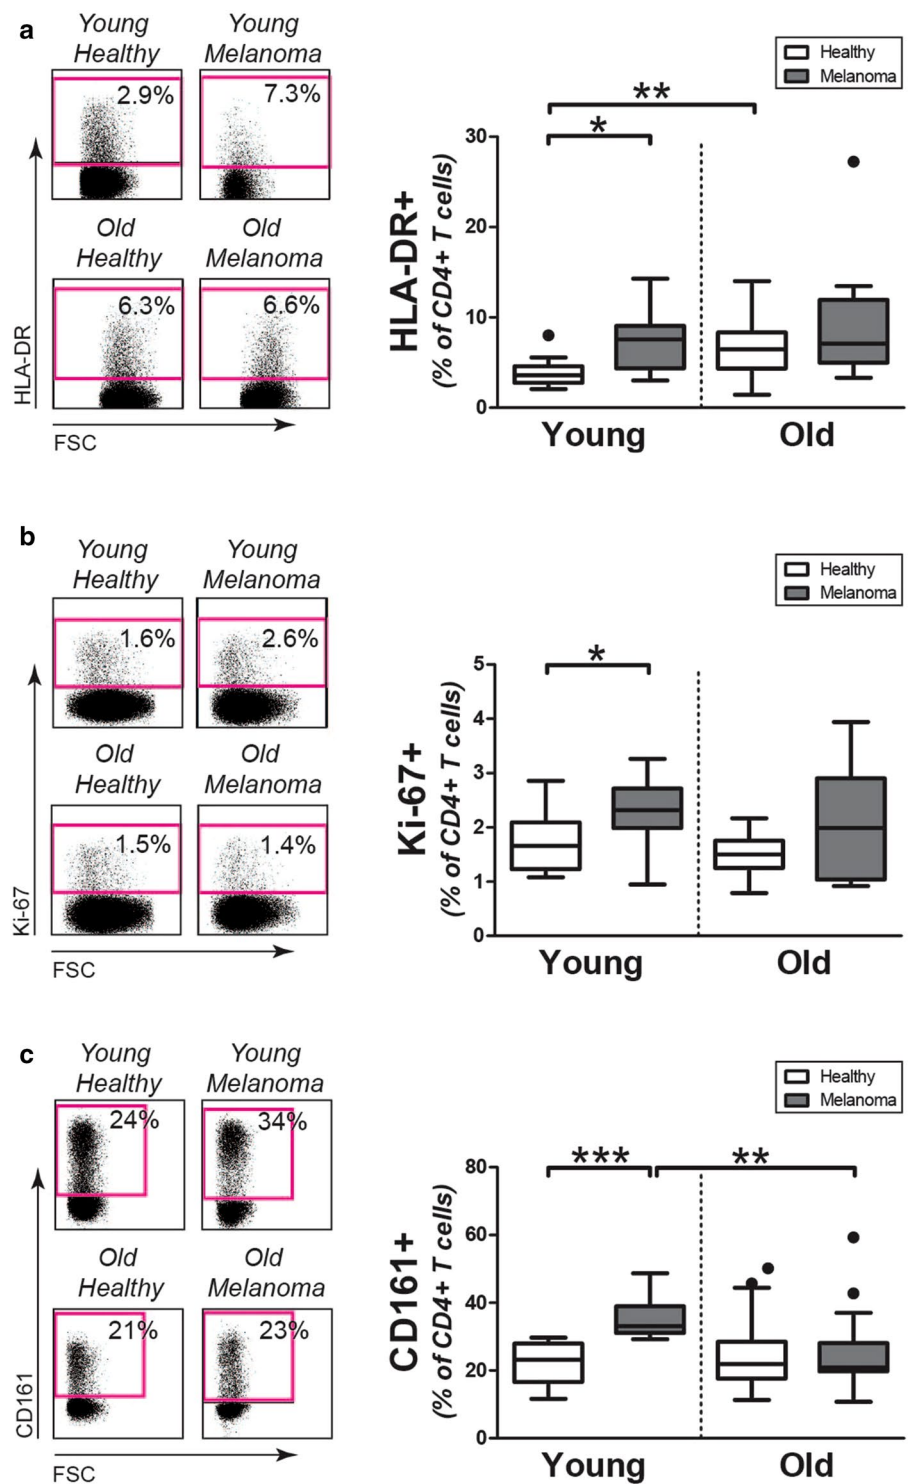 a
Young
Healthy
Young
Melanoma
2.9%
7.3%
Old
Healthy
Old
Melanoma
6.3%
6.6%
HLA-DR
FSC
Healthy
Melanoma
**
*
HLA-DR+
(% of CD4+ T cells)
30
20
10
0
Young
Old
b
Young
Healthy
Young
Melanoma
1.6%
2.6%
Old
Healthy
Old
Melanoma
1.5%
1.4%
Ki-67
FSC
Healthy
Melanoma
*
Ki-67+
(% of CD4+ T cells)
5
4
3
2
1
0
Young
Old
c
Young
Healthy
Young
Melanoma
24%
34%
Old
Healthy
Old
Melanoma
21%
23%
CD161
FSC
Healthy
Melanoma
***
**
CD161+
(% of CD4+ T cells)
80
60
40
20
0
Young
Old